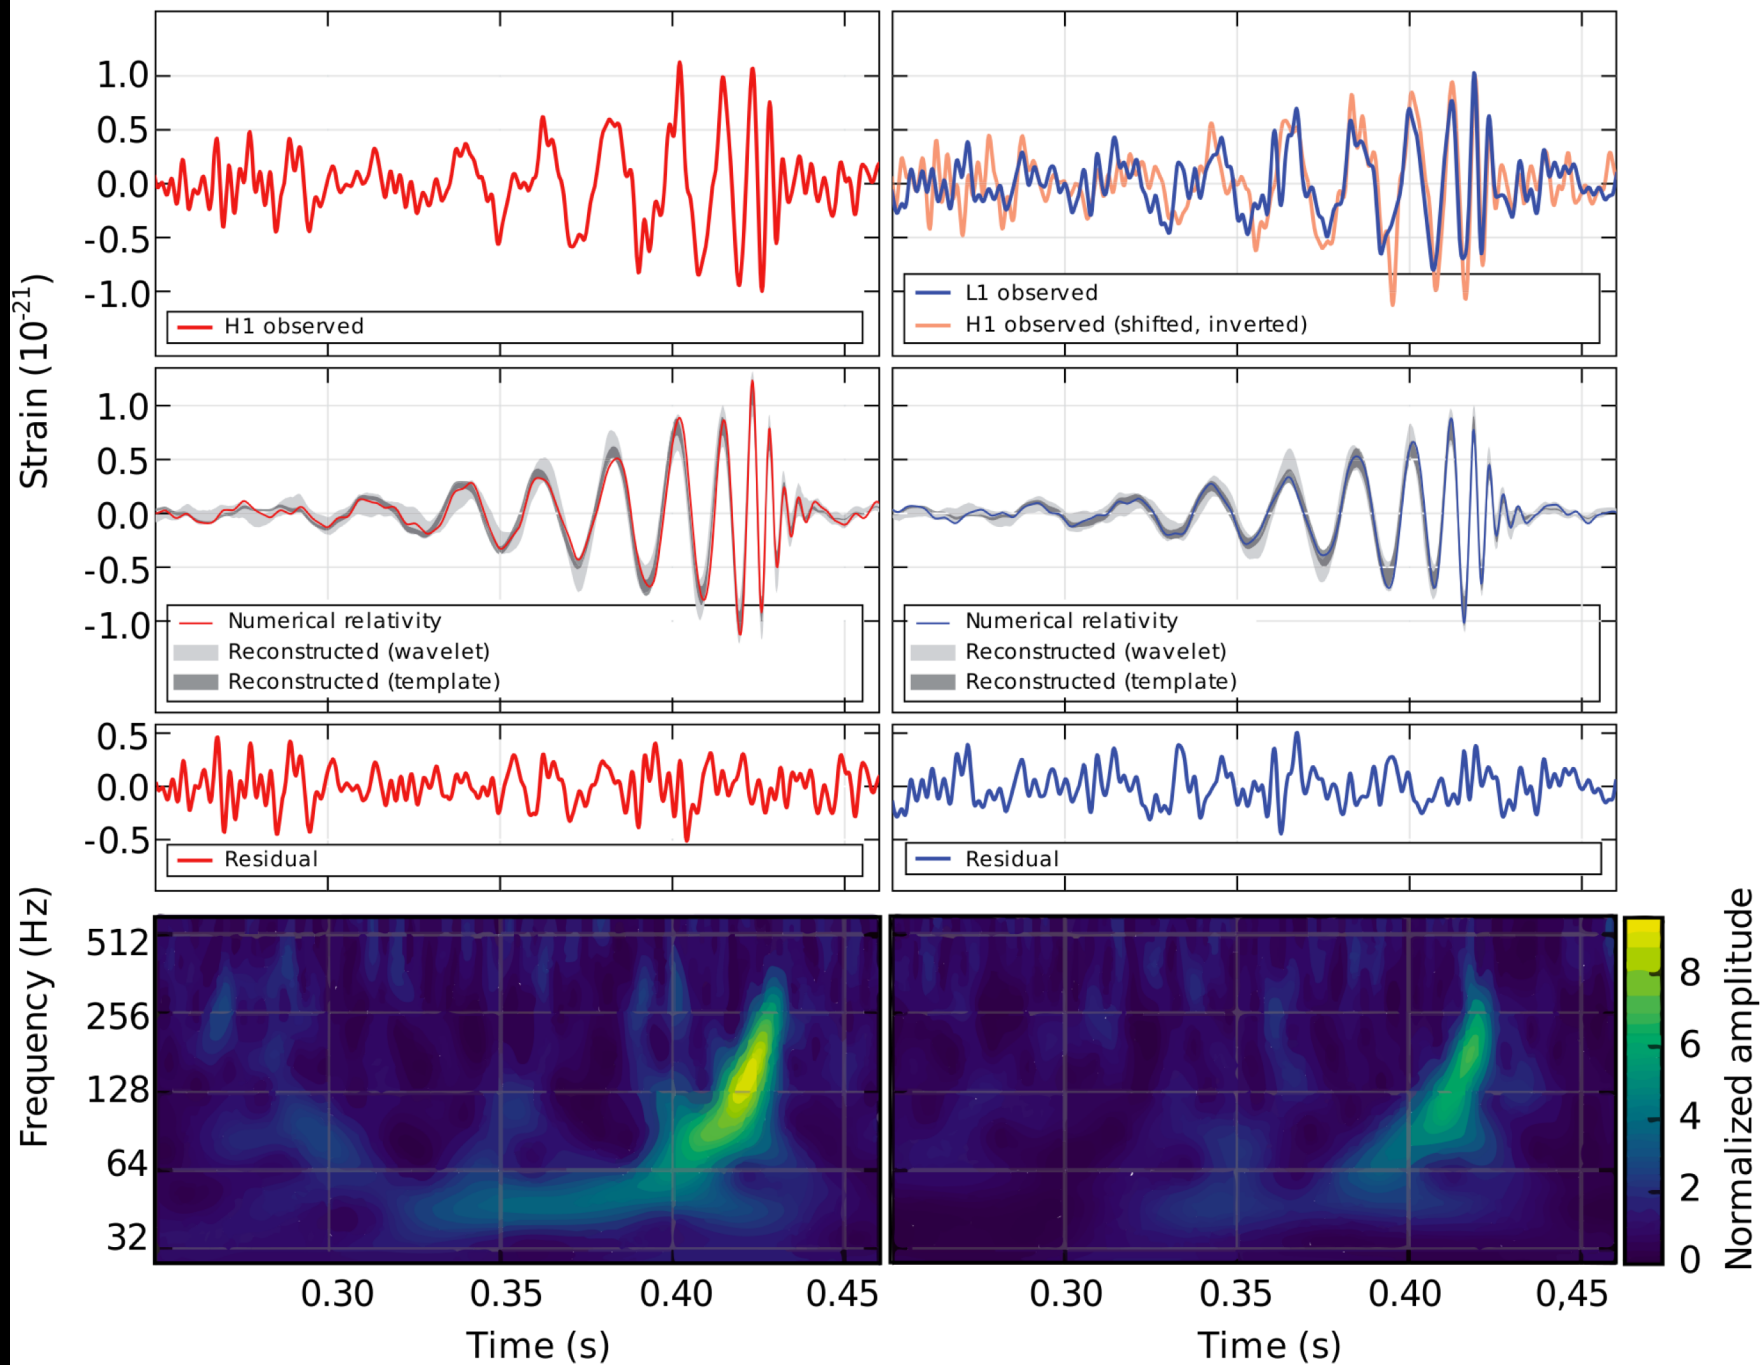 1.0
0.5
0.0
-0.5
-1.0
H1 observed
L1 observed
H1 observed (shifted, inverted)
Strain (10⁻²¹)
1.0
0.5
0.0
-0.5
-1.0
Numerical relativity
Reconstructed (wavelet)
Reconstructed (template)
Numerical relativity
Reconstructed (wavelet)
Reconstructed (template)
0.5
0.0
-0.5
Residual
Residual
Frequency (Hz)
512
256
128
64
32
8
6
4
2
0
Normalized amplitude
0.30 0.35 0.40 0.45
0.30 0.35 0.40 0,45
Time (s)
Time (s)